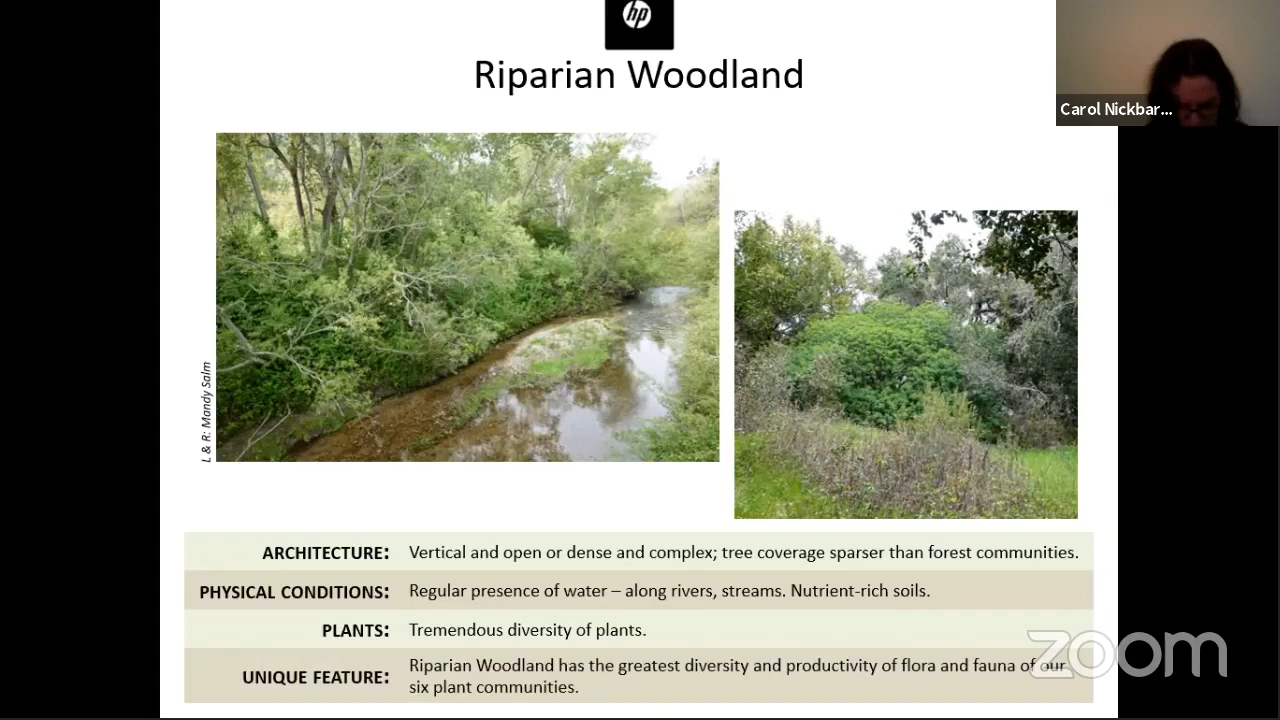 hp
Riparian Woodland
Carol Nickbar...
L & R: Mandy Salm
ARCHITECTURE: Vertical and open or dense and complex; tree coverage sparser than forest communities.
PHYSICAL CONDITIONS: Regular presence of water – along rivers, streams. Nutrient-rich soils.
PLANTS: Tremendous diversity of plants.
UNIQUE FEATURE: Riparian Woodland has the greatest diversity and productivity of flora and fauna of our
six plant communities.
zoom